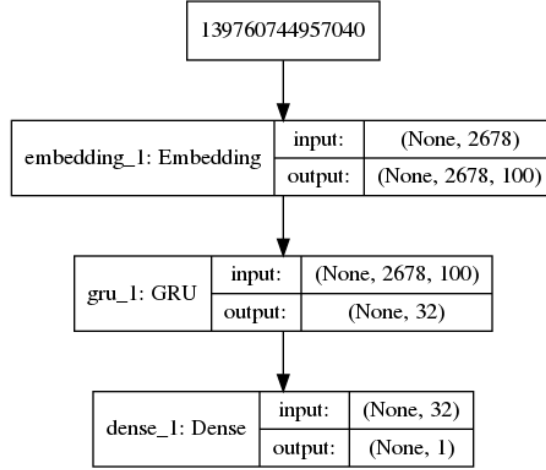 139760744957040
embedding_1: Embedding
input:
(None, 2678)
output:
(None, 2678, 100)
gru_1: GRU
input:
(None, 2678, 100)
output:
(None, 32)
dense_1: Dense
input:
(None, 32)
output:
(None, 1)